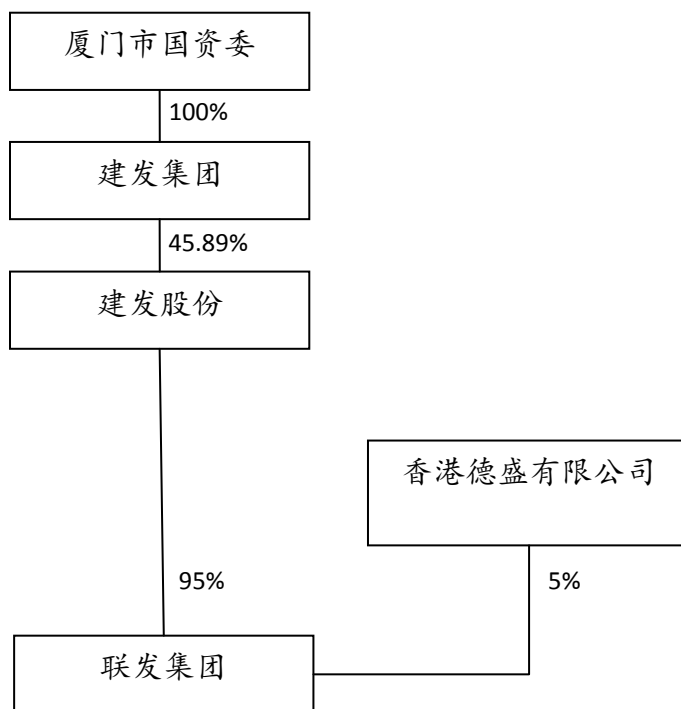 厦门市国资委
100%
建发集团
45.89%
建发股份
香港德盛有限公司
95%
5%
联发集团